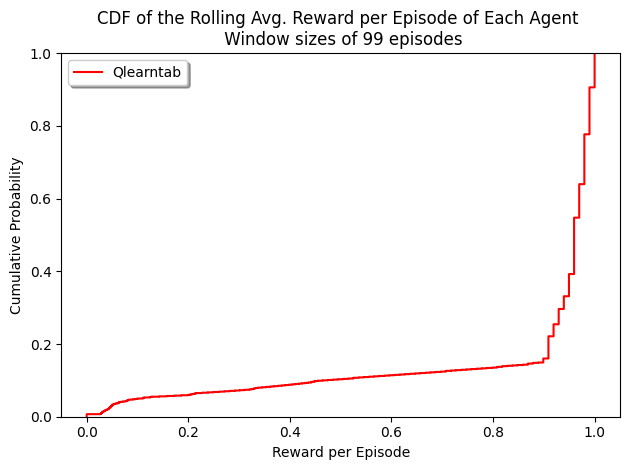 CDF of the Rolling Avg. Reward per Episode of Each Agent
Window sizes of 99 episodes
Qlearntab
1.0
0.8
0.6
0.4
0.2
0.0
Cumulative Probability
0.0 0.2 0.4 0.6 0.8 1.0
Reward per Episode